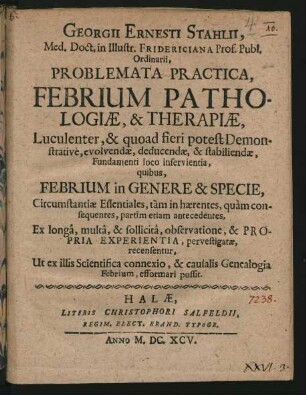 GEORGII ERNESTI STAHLII,
Med. Doct. in Illustr. FRIDERICIANA Prof. Publ.
Ordinarii,
PROBLEMATA PRACTICA,
FEBRIUM PATHO-
LOGIÆ, & THERAPIÆ,
Luculenter, & quoad fieri potest Demon-
strative, evolvendæ, deducendæ, & stabiliendæ,
Fundamenti loco inservientia,
quibus,
FEBRIUM in GENERE & SPECIE,
Circumstantiæ Essentiales, tàm in hærentes, quàm con-
sequentes, partim etiam antecedentes.
Ex longâ, multâ, & sollicitâ, observatione, & PRO-
PRIA EXPERIENTIA, pervestigatæ,
recensentur,
Ut ex illis Scientifica connexio, & causalis Genealogia
Febrium, efformari possit.
HALÆ,
LITERIS CHRISTOPHORI SALFELDII,
REGIM. ELECT. BRAND. TYPOGR.
ANNO M, DC. XCV.
7238.